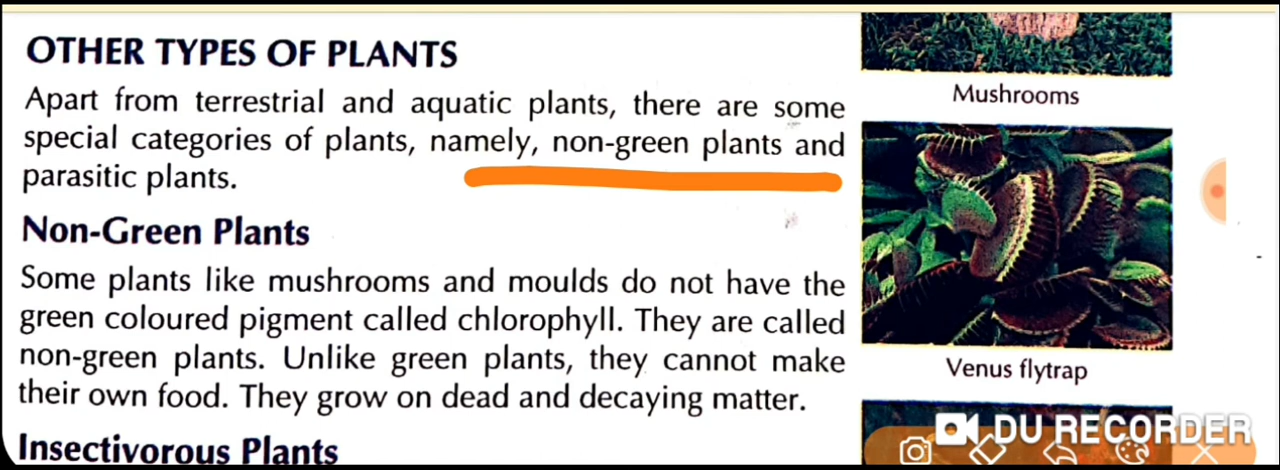 OTHER TYPES OF PLANTS
Apart from terrestrial and aquatic plants, there are some
special categories of plants, namely, non-green plants and
parasitic plants.
Non-Green Plants
Some plants like mushrooms and moulds do not have the
green coloured pigment called chlorophyll. They are called
non-green plants. Unlike green plants, they cannot make
their own food. They grow on dead and decaying matter.
Insectivorous Plants
Mushrooms
Venus flytrap
DU RECORDER